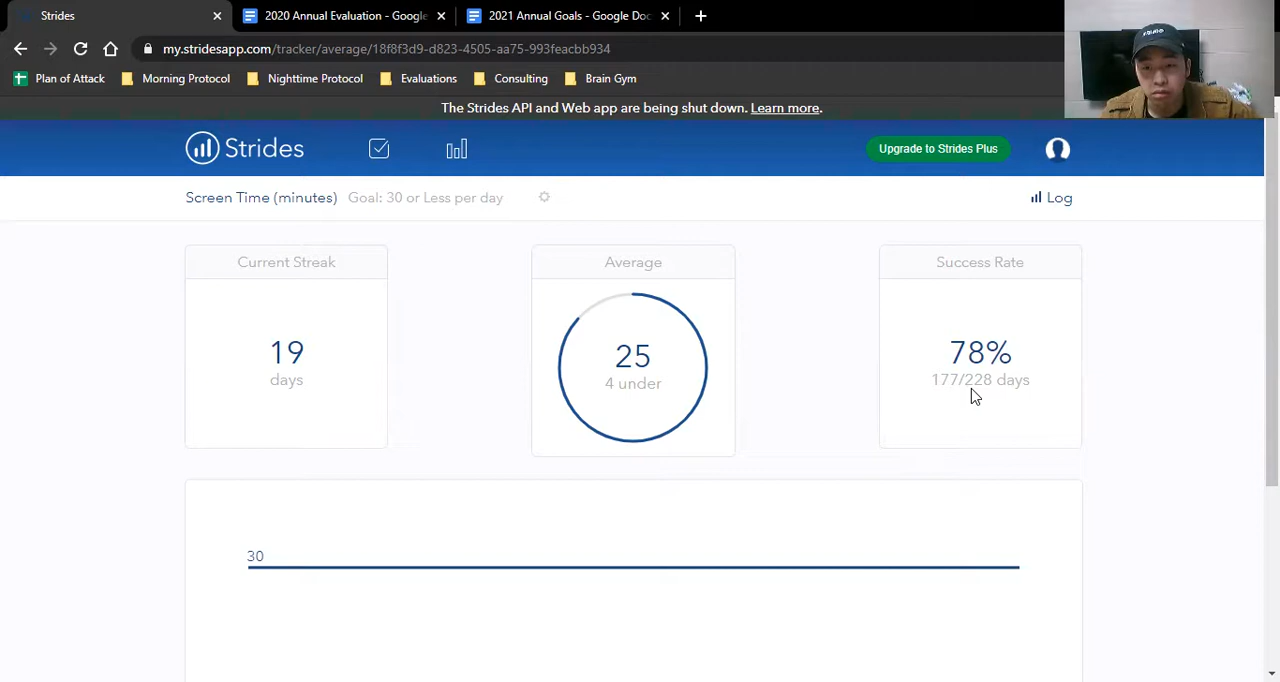 Strides
2020 Annual Evaluation - Google
2021 Annual Goals - Google Doc
my.stridesapp.com/tracker/average/18f8f3d9-d823-4505-aa75-993feacbb934
Plan of Attack
Morning Protocol
Nighttime Protocol
Evaluations
Consulting
Brain Gym
The Strides API and Web app are being shut down. Learn more.
Strides
Upgrade to Strides Plus
Screen Time (minutes) Goal: 30 or Less per day
Log
Current Streak
Average
Success Rate
19
days
25
4 under
78%
177/228 days
30